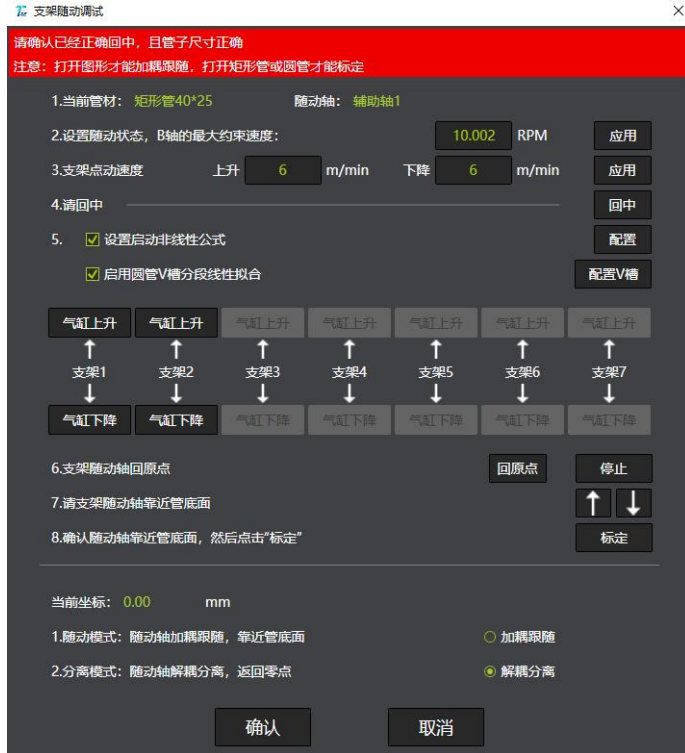 支架随动调试
请确认已经正确回中，且管子尺寸正确
注意：打开图形才能加耦跟随，打开矩形管或圆管才能标定
1.当前管材： 矩形管40*25 随动轴： 辅助轴1
2.设置随动状态，B轴的最大约束速度： 10.002 RPM 应用
3.支架点动速度 上升 6 m/min 下降 6 m/min 应用
4.请回中 回中
5. 设置启动非线性公式 配置
启用圆管V槽分段线性拟合 配置V槽
气缸上升 气缸上升 气缸上升 气缸上升 气缸上升 气缸上升 气缸上升
支架1 支架2 支架3 支架4 支架5 支架6 支架7
气缸下降 气缸下降 气缸下降 气缸下降 气缸下降 气缸下降 气缸下降
6.支架随动轴回原点 回原点 停止
7.请支架随动轴靠近管底面
8.确认随动轴靠近管底面，然后点击"标定" 标定
当前坐标： 0.00 mm
1.随动模式：随动轴加耦跟随，靠近管底面 加耦跟随
2.分离模式：随动轴解耦分离，返回零点 解耦分离
确认 取消